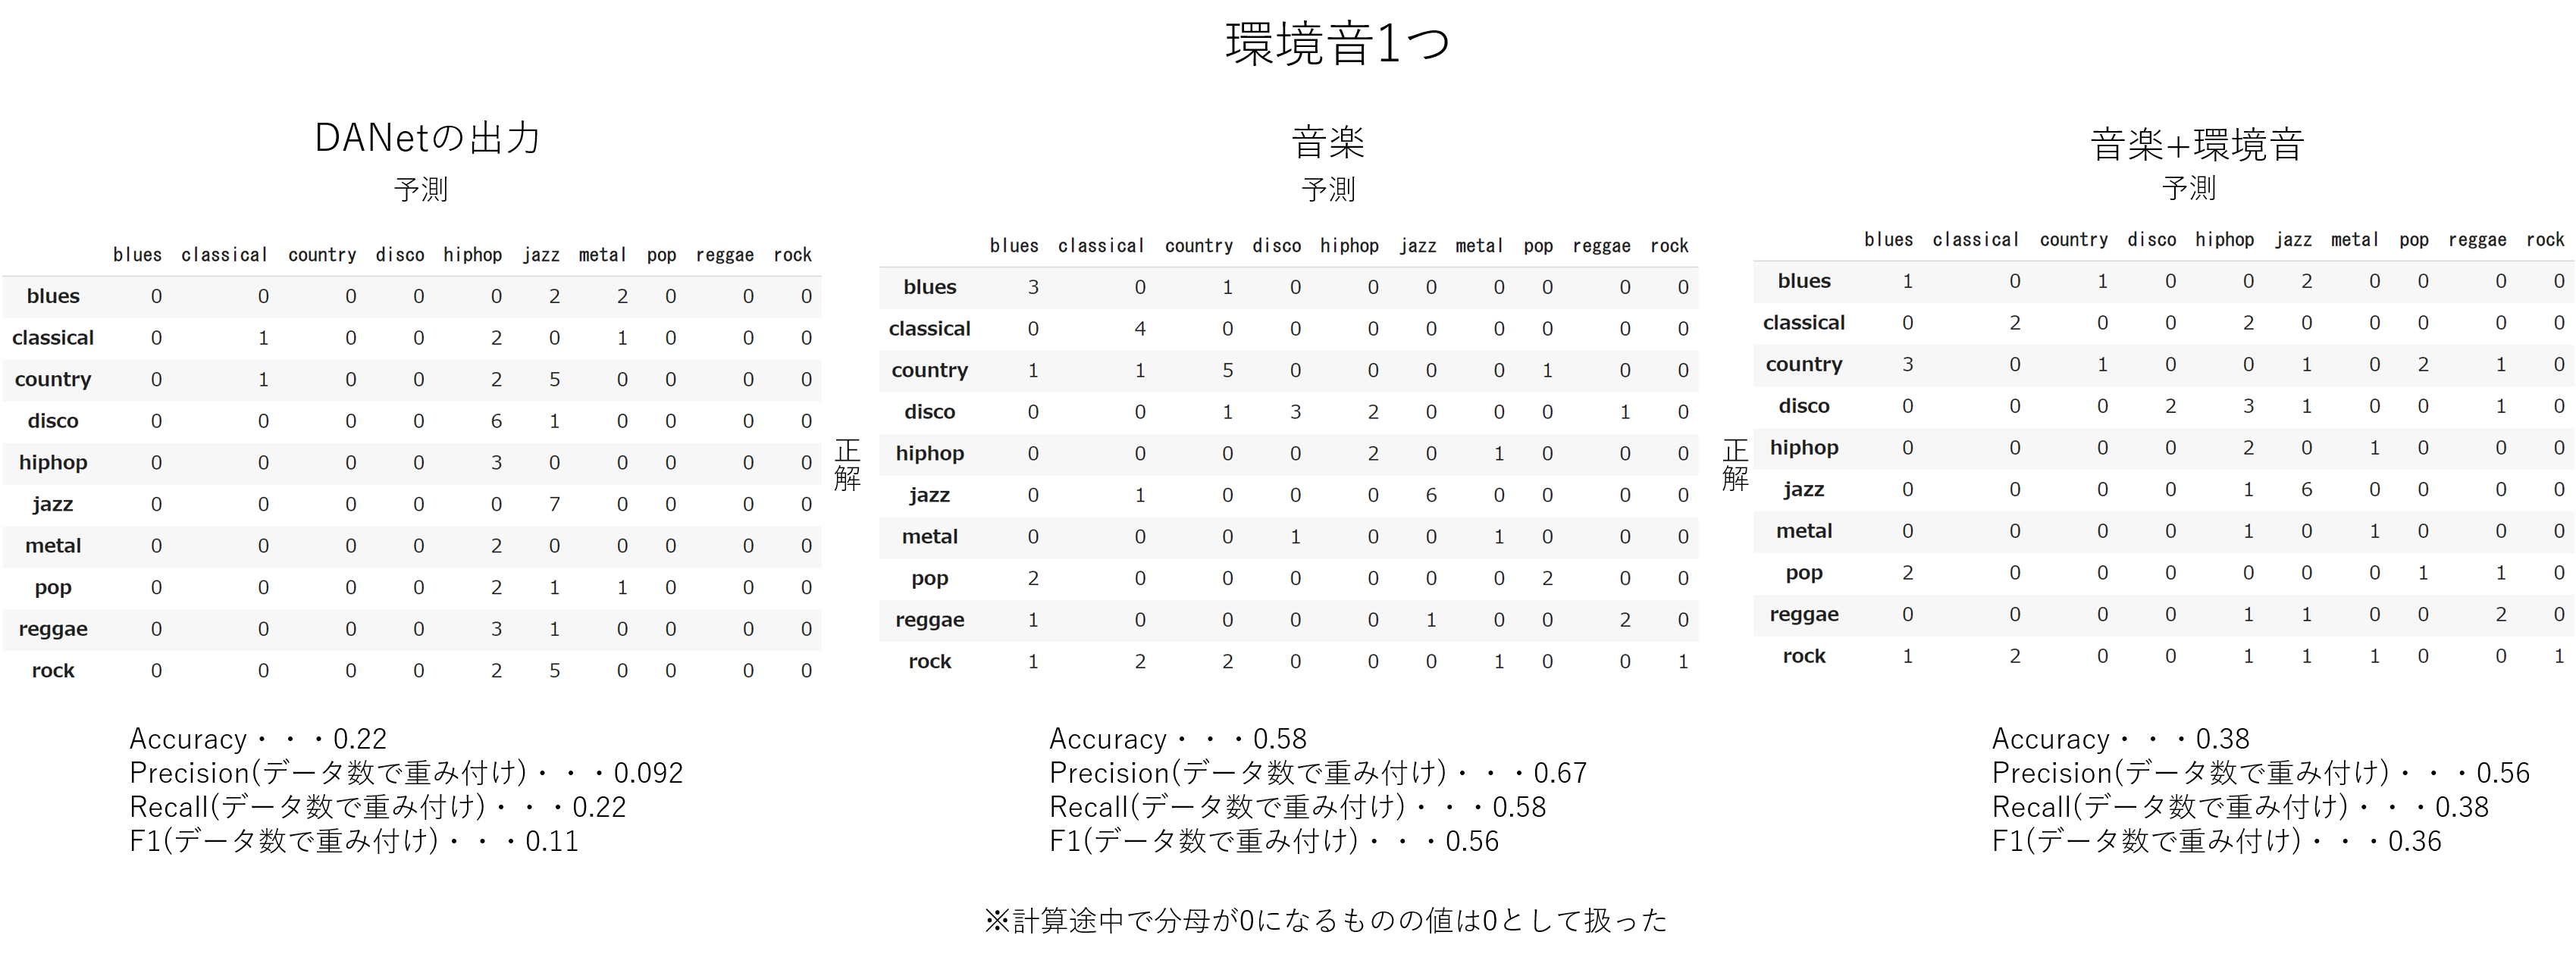 環境音1つ
DANetの出力
予測
blues classical country disco hiphop jazz metal pop reggae rock
blues 0 0 0 0 0 2 2 0 0 0
classical 0 1 0 0 2 0 1 0 0 0
country 0 1 0 0 2 5 0 0 0 0
disco 0 0 0 0 6 1 0 0 0 0
hiphop 0 0 0 0 3 0 0 0 0 0
jazz 0 0 0 0 0 7 0 0 0 0
metal 0 0 0 0 2 0 0 0 0 0
pop 0 0 0 0 2 1 1 0 0 0
reggae 0 0 0 0 3 1 0 0 0 0
rock 0 0 0 0 2 5 0 0 0 0
Accuracy・・・0.22
Precision(データ数で重み付け)・・・0.092
Recall(データ数で重み付け)・・・0.22
F1(データ数で重み付け)・・・0.11
音楽
予測
正解
blues classical country disco hiphop jazz metal pop reggae rock
blues 3 0 1 0 0 0 0 0 0 0
classical 0 4 0 0 0 0 0 0 0 0
country 1 1 5 0 0 0 0 1 0 0
disco 0 0 1 3 2 0 0 0 1 0
hiphop 0 0 0 0 2 0 1 0 0 0
jazz 0 1 0 0 0 6 0 0 0 0
metal 0 0 0 1 0 0 1 0 0 0
pop 2 0 0 0 0 0 0 2 0 0
reggae 1 0 0 0 0 1 0 0 2 0
rock 1 2 2 0 0 0 1 0 0 1
Accuracy・・・0.58
Precision(データ数で重み付け)・・・0.67
Recall(データ数で重み付け)・・・0.58
F1(データ数で重み付け)・・・0.56
音楽+環境音
予測
正解
blues classical country disco hiphop jazz metal pop reggae rock
blues 1 0 1 0 0 2 0 0 0 0
classical 0 2 0 0 2 0 0 0 0 0
country 3 0 1 0 0 1 0 2 1 0
disco 0 0 0 2 3 1 0 0 1 0
hiphop 0 0 0 0 2 0 1 0 0 0
jazz 0 0 0 0 1 6 0 0 0 0
metal 0 0 0 0 1 0 1 0 0 0
pop 2 0 0 0 0 0 0 1 1 0
reggae 0 0 0 0 1 1 0 0 2 0
rock 1 2 0 0 1 1 1 0 0 1
Accuracy・・・0.38
Precision(データ数で重み付け)・・・0.56
Recall(データ数で重み付け)・・・0.38
F1(データ数で重み付け)・・・0.36
※計算途中で分母が0になるものの値は0として扱った